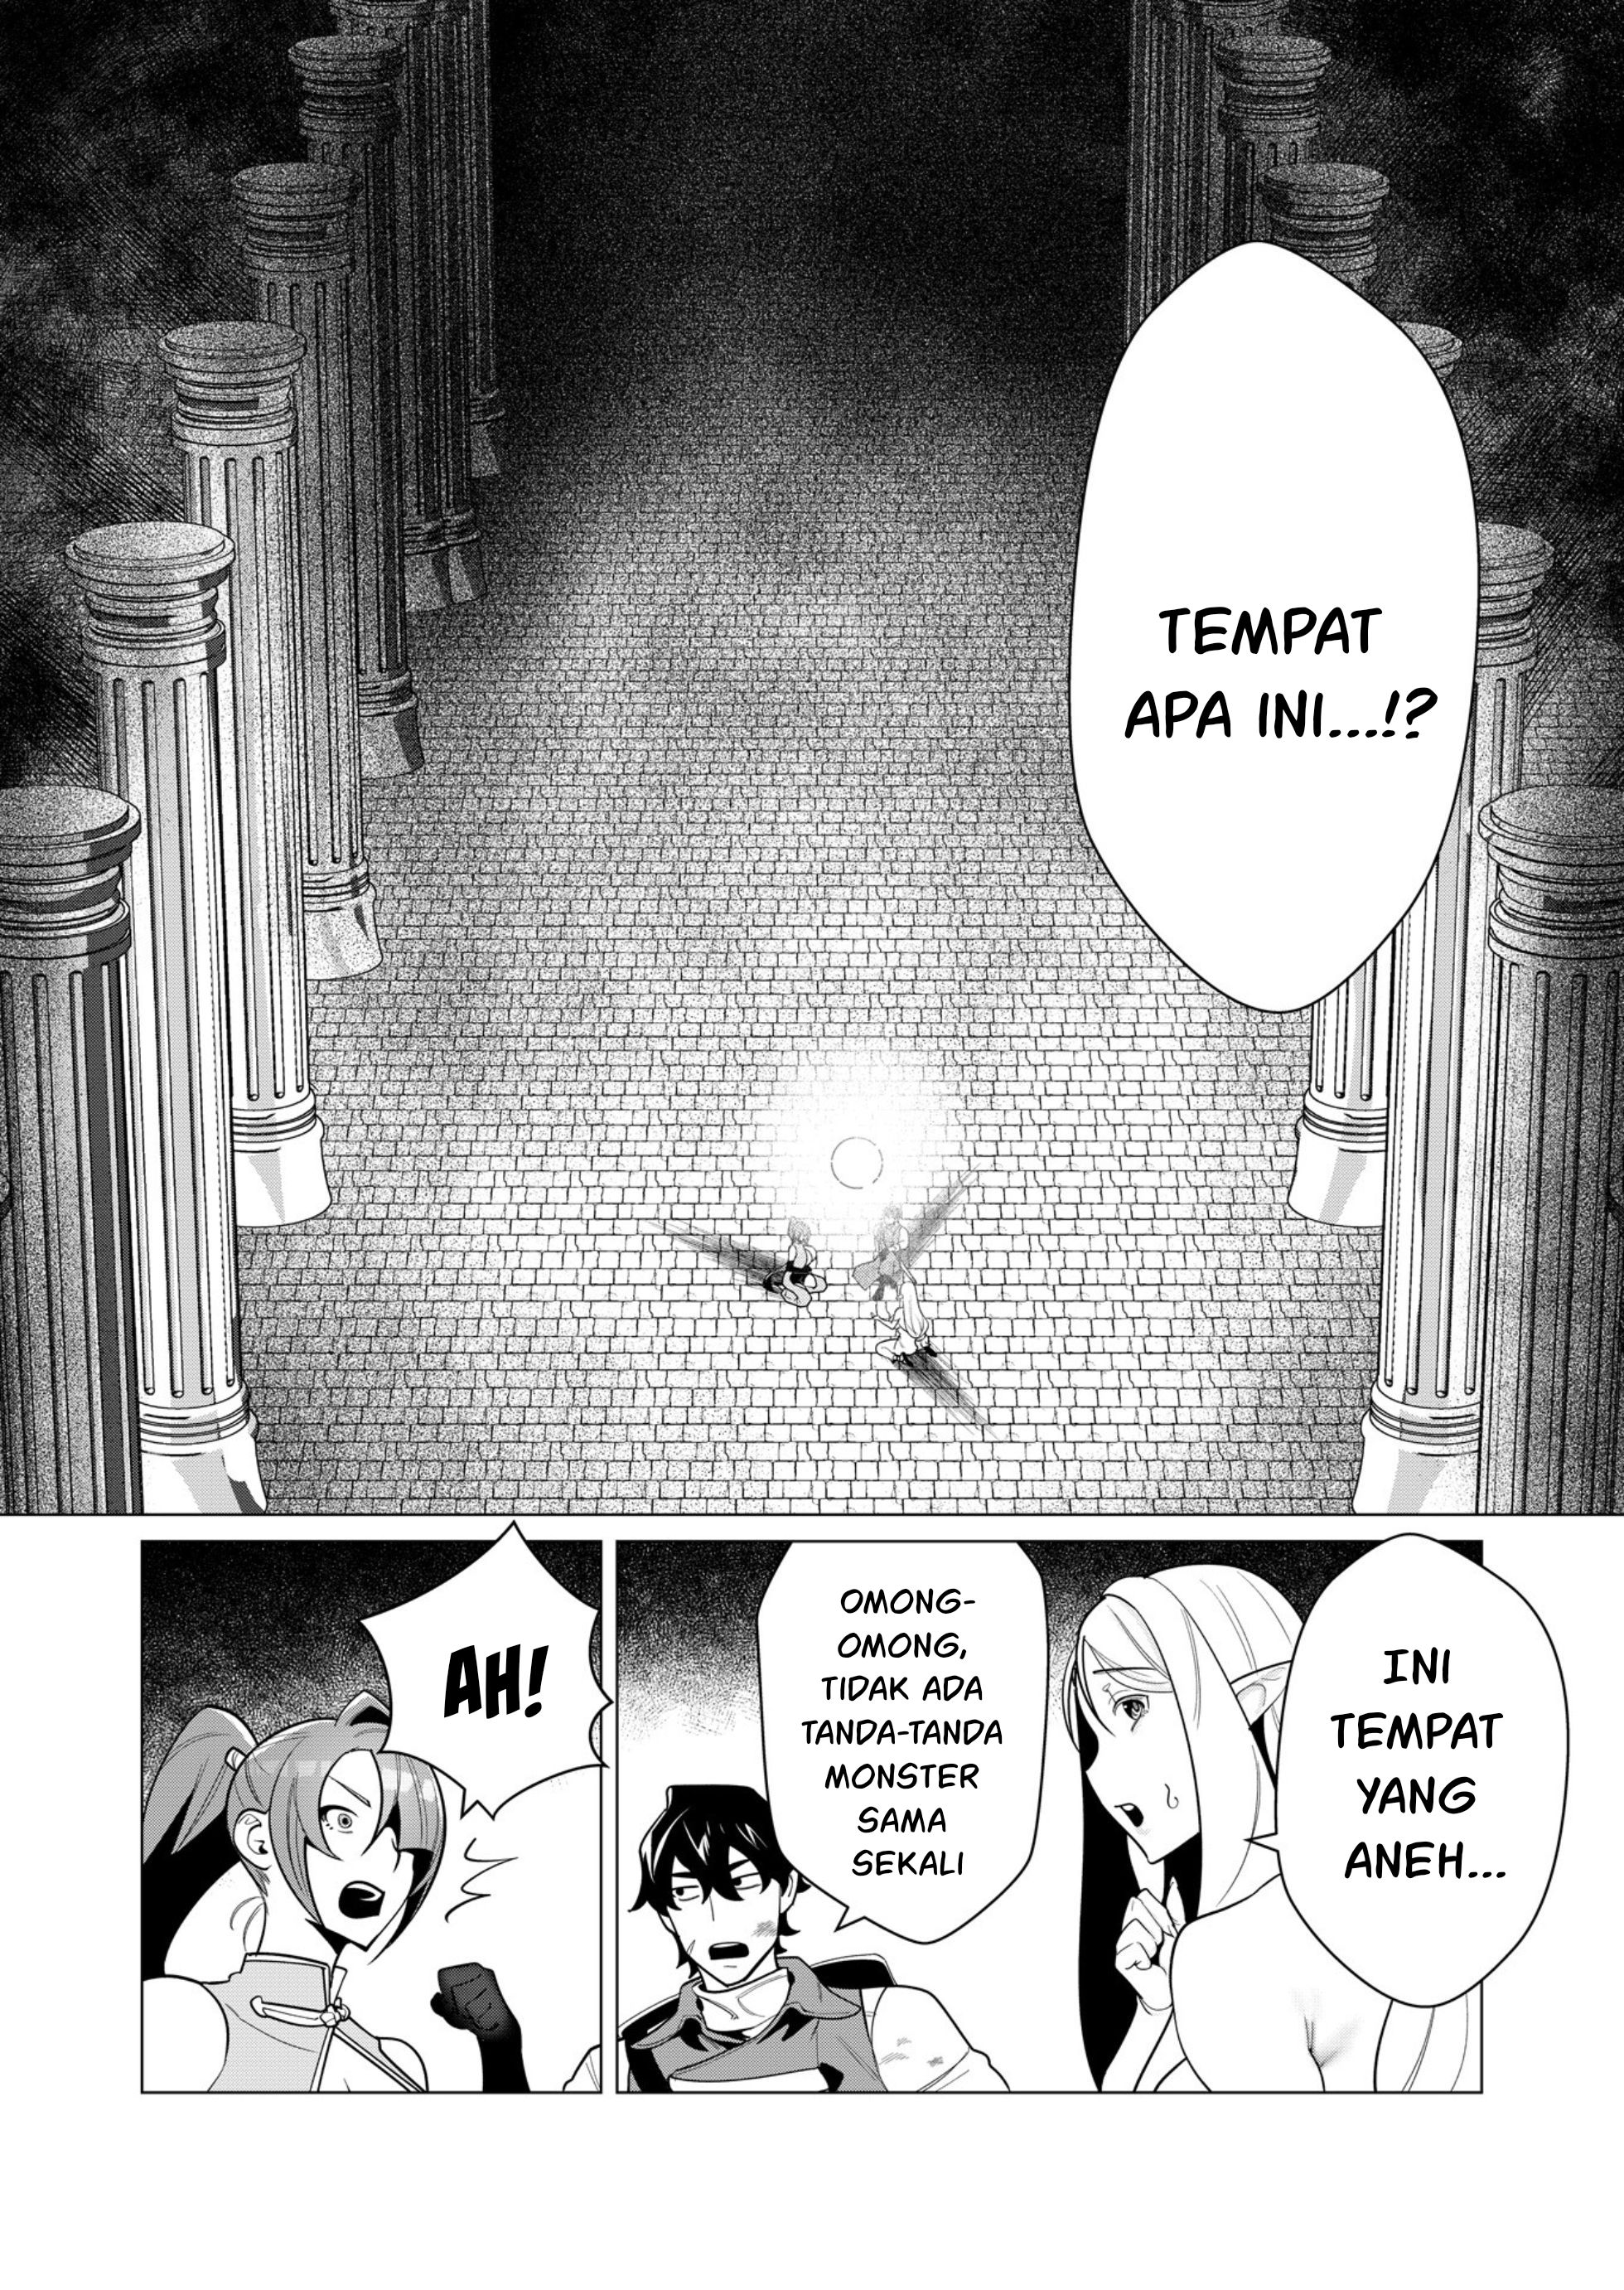 TEMPAT
APA INI...!?
INI
TEMPAT
YANG
ANEH...
OMONG-
OMONG,
TIDAK ADA
TANDA-TANDA
MONSTER
SAMA
SEKALI
AH!